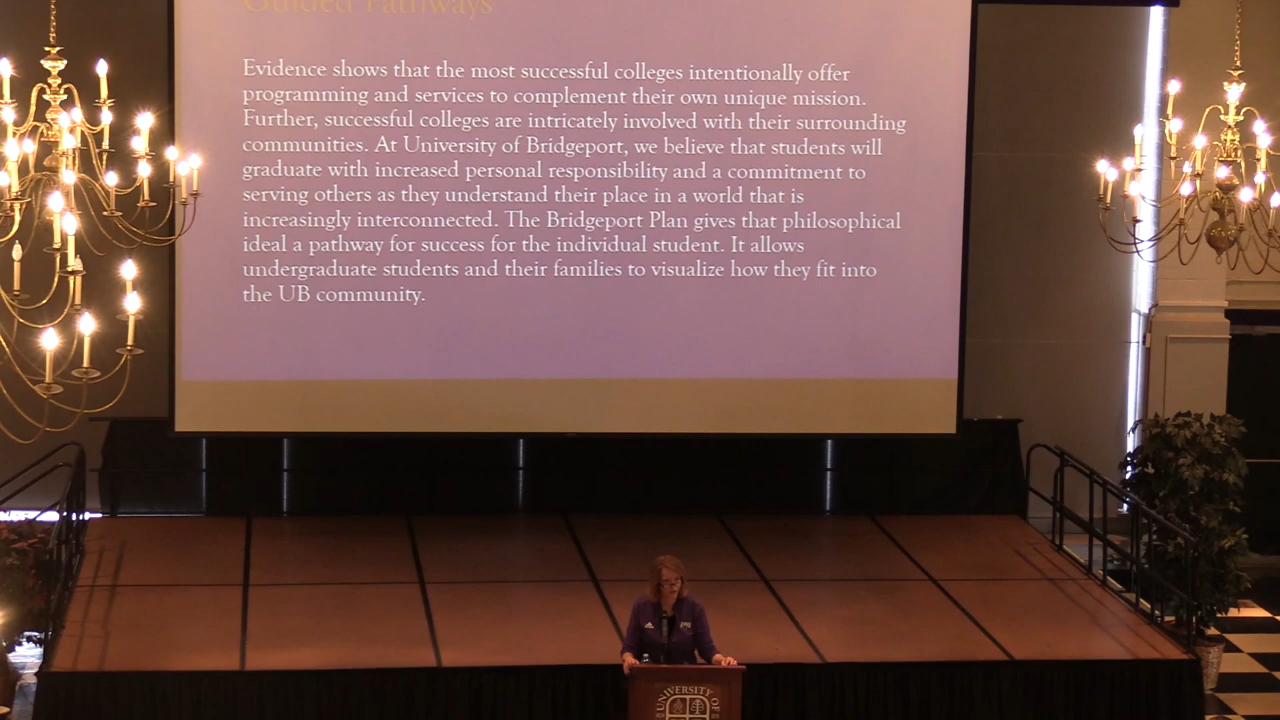 Guided Pathways
Evidence shows that the most successful colleges intentionally offer
programming and services to complement their own unique mission.
Further, successful colleges are intricately involved with their surrounding
communities. At University of Bridgeport, we believe that students will
graduate with increased personal responsibility and a commitment to
serving others as they understand their place in a world that is
increasingly interconnected. The Bridgeport Plan gives that philosophical
ideal a pathway for success for the individual student. It allows
undergraduate students and their families to visualize how they fit into
the UB community.
UNIVERSITY OF